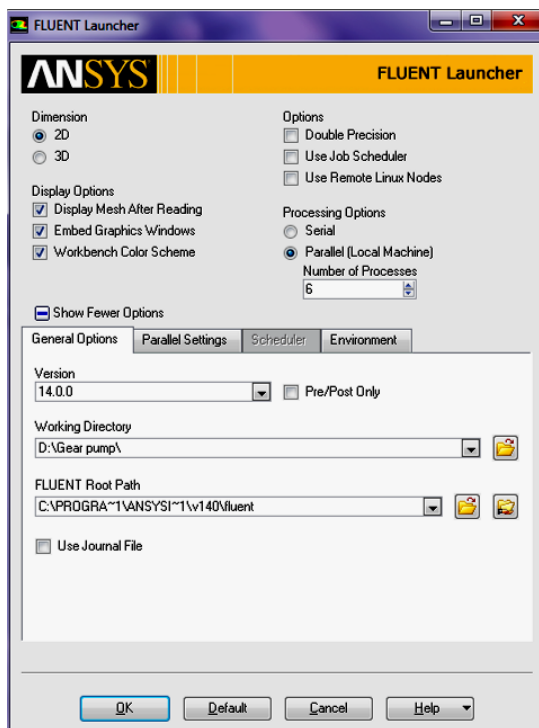 FLUENT Launcher
ANSYS
FLUENT Launcher
Dimension
2D
3D
Display Options
Display Mesh After Reading
Embed Graphics Windows
Workbench Color Scheme
Options
Double Precision
Use Job Scheduler
Use Remote Linux Nodes
Processing Options
Serial
Parallel (Local Machine)
Number of Processes
6
Show Fewer Options
General Options Parallel Settings Scheduler Environment
Version
14.0.0 Pre/Post Only
Working Directory
D:\Gear pump\
FLUENT Root Path
C:\PROGRA~1\ANSYSI~1\v140\fluent
Use Journal File
OK Default Cancel Help